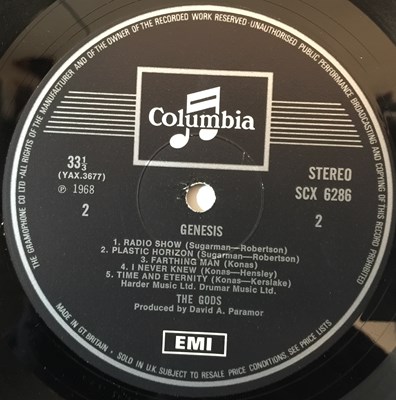 THE GRAMOPHONE CO LTD—ALL RIGHTS OF THE MANUFACTURER AND OF THE OWNER OF THE RECORDED WORK RESERVED · UNAUTHORISED PUBLIC PERFORMANCE BROADCASTING AND COPYING OF THIS RECORD PROHIBITED
Columbia
33⅓
(YAX.3677)
℗ 1968
2
STEREO
SCX 6286
2
GENESIS
1. RADIO SHOW (Sugarman—Robertson)
2. PLASTIC HORIZON (Sugarman—Robertson)
3. FARTHING MAN (Konas)
4. I NEVER KNEW (Konas—Hensley)
5. TIME AND ETERNITY (Konas—Kerslake)
Harder Music Ltd. Drumar Music Ltd.
THE GODS
Produced by David A. Paramor
EMI
MADE IN GT. BRITAIN · SOLD IN U.K. SUBJECT TO RESALE PRICE CONDITIONS, SEE PRICE LISTS